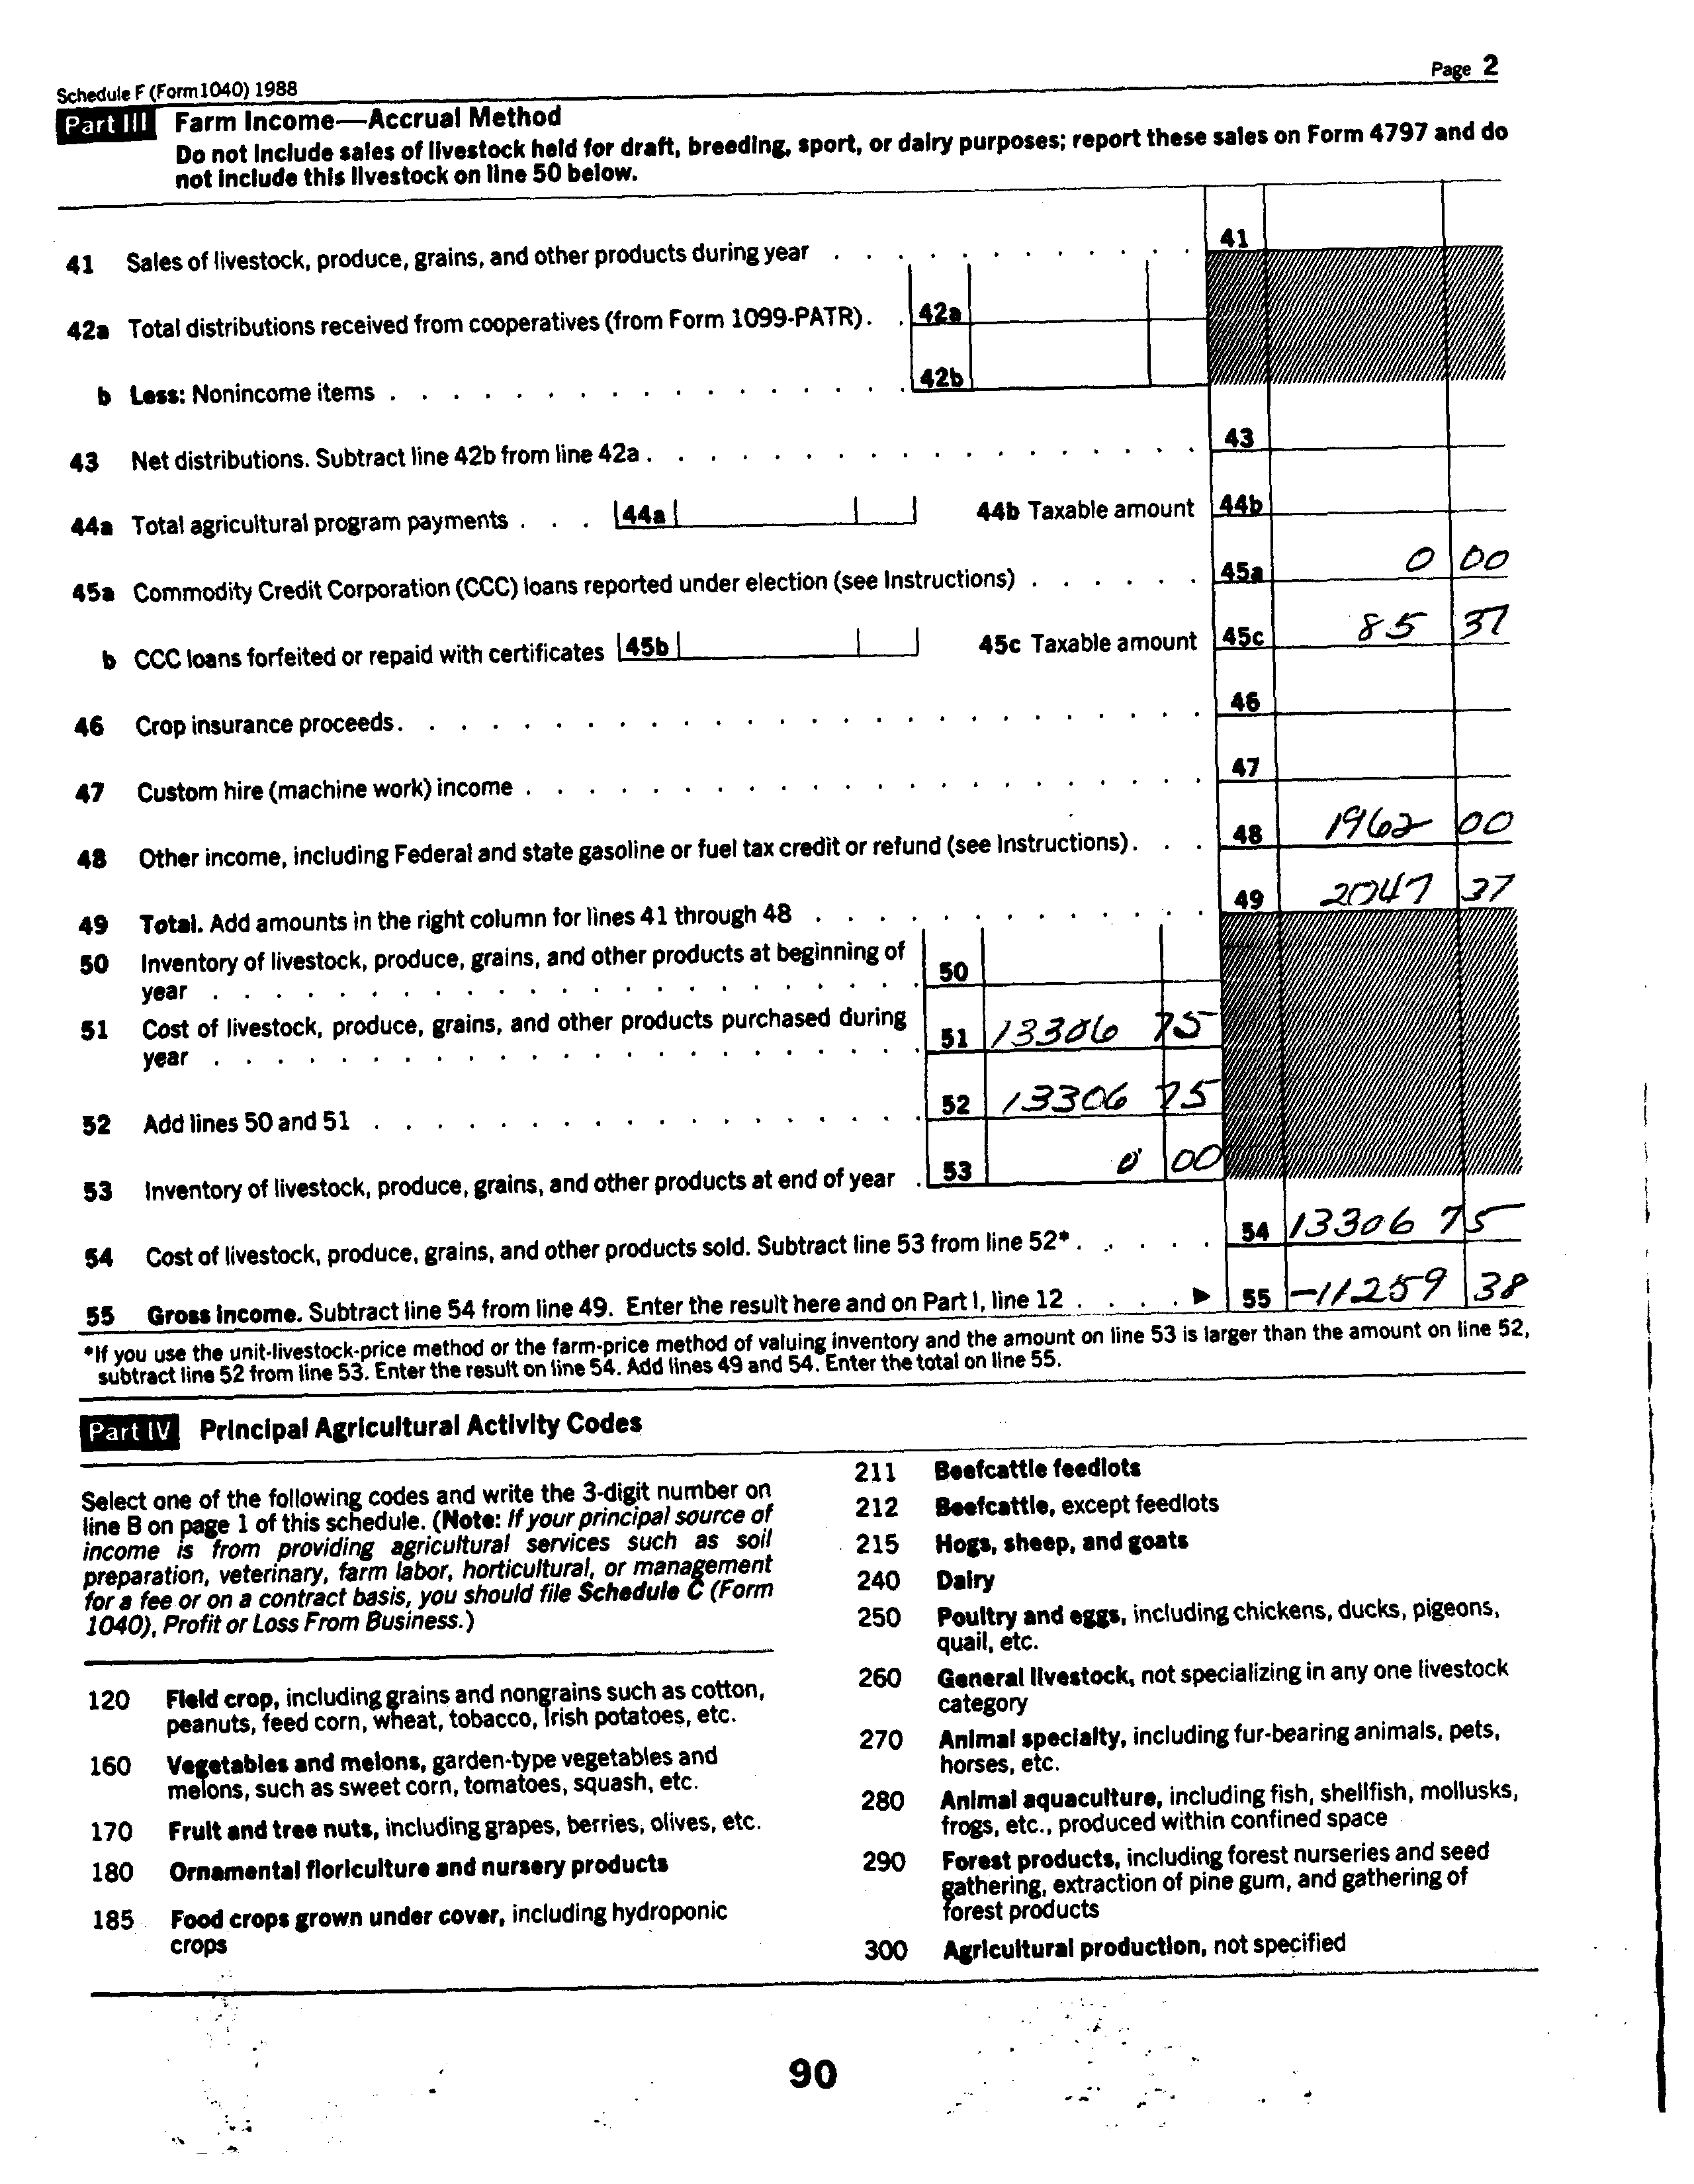 Schedule F (Form 1040) 1988 Page 2
Part III Farm Income—Accrual Method
Do not include sales of livestock held for draft, breeding, sport, or dairy purposes; report these sales on Form 4797 and do
not include this livestock on line 50 below.
41 Sales of livestock, produce, grains, and other products during year . . . . . . . . . . . . 41
42a Total distributions received from cooperatives (from Form 1099-PATR) . . 42a
b Less: Nonincome items . . . . . . . . . . . . . . . . . 42b
43 Net distributions. Subtract line 42b from line 42a . . . . . . . . . . . . . . . . . . 43
44a Total agricultural program payments . . . 44a 44b Taxable amount 44b
45a Commodity Credit Corporation (CCC) loans reported under election (see Instructions) . . . . . . 45a 0 00
b CCC loans forfeited or repaid with certificates 45b 45c Taxable amount 45c 85 37
46 Crop insurance proceeds . . . . . . . . . . . . . . . . . . . . . . . . . . 46
47 Custom hire (machine work) income . . . . . . . . . . . . . . . . . . . . . . 47
48 Other income, including Federal and state gasoline or fuel tax credit or refund (see Instructions) . . . 48 1962 00
49 Total. Add amounts in the right column for lines 41 through 48 . . . . . . . . . . . . . 49 2047 37
50 Inventory of livestock, produce, grains, and other products at beginning of
year . . . . . . . . . . . . . . . . . . . . . . . 50
51 Cost of livestock, produce, grains, and other products purchased during
year . . . . . . . . . . . . . . . . . . . . . . . 51 13306 75
52 Add lines 50 and 51 . . . . . . . . . . . . . . . . . . 52 13306 75
53 Inventory of livestock, produce, grains, and other products at end of year . 53 0 00
54 Cost of livestock, produce, grains, and other products sold. Subtract line 53 from line 52* . . . . . 54 13306 75
55 Gross income. Subtract line 54 from line 49. Enter the result here and on Part I, line 12 . . . . ▶ 55 -11259 38
*If you use the unit-livestock-price method or the farm-price method of valuing inventory and the amount on line 53 is larger than the amount on line 52,
subtract line 52 from line 53. Enter the result on line 54. Add lines 49 and 54. Enter the total on line 55.
Part IV Principal Agricultural Activity Codes
Select one of the following codes and write the 3-digit number on
line B on page 1 of this schedule. (Note: If your principal source of
income is from providing agricultural services such as soil
preparation, veterinary, farm labor, horticultural, or management
for a fee or on a contract basis, you should file Schedule C (Form
1040), Profit or Loss From Business.)
120 Field crop, including grains and nongrains such as cotton,
peanuts, feed corn, wheat, tobacco, Irish potatoes, etc.
160 Vegetables and melons, garden-type vegetables and
melons, such as sweet corn, tomatoes, squash, etc.
170 Fruit and tree nuts, including grapes, berries, olives, etc.
180 Ornamental floriculture and nursery products
185 Food crops grown under cover, including hydroponic
crops
211 Beefcattle feedlots
212 Beefcattle, except feedlots
215 Hogs, sheep, and goats
240 Dairy
250 Poultry and eggs, including chickens, ducks, pigeons,
quail, etc.
260 General livestock, not specializing in any one livestock
category
270 Animal specialty, including fur-bearing animals, pets,
horses, etc.
280 Animal aquaculture, including fish, shellfish, mollusks,
frogs, etc., produced within confined space
290 Forest products, including forest nurseries and seed
gathering, extraction of pine gum, and gathering of
forest products
300 Agricultural production, not specified
90